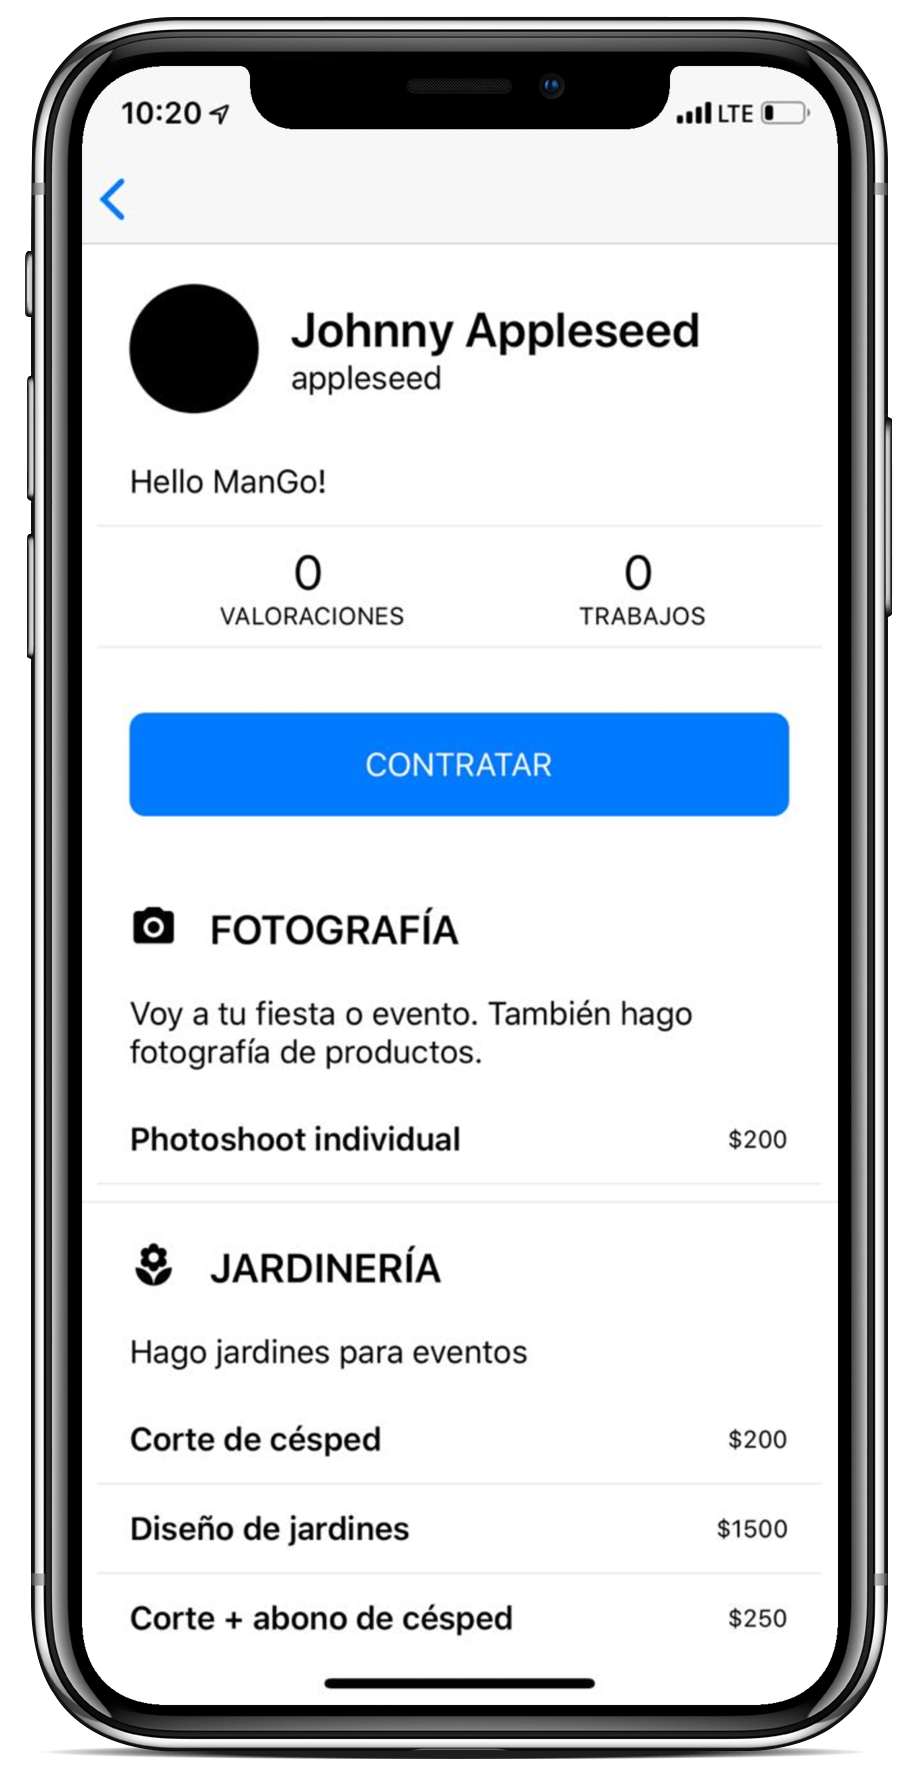 10:20 LTE
Johnny Appleseed
appleseed
Hello ManGo!
0 0
VALORACIONES TRABAJOS
CONTRATAR
FOTOGRAFÍA
Voy a tu fiesta o evento. También hago
fotografía de productos.
Photoshoot individual $200
JARDINERÍA
Hago jardines para eventos
Corte de césped $200
Diseño de jardines $1500
Corte + abono de césped $250